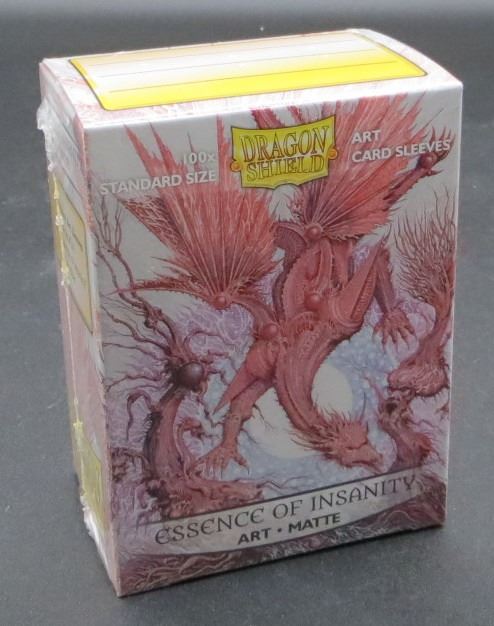 100x
STANDARD SIZE
DRAGON
SHIELD
ART
CARD SLEEVES
ESSENCE OF INSANITY
ART • MATTE